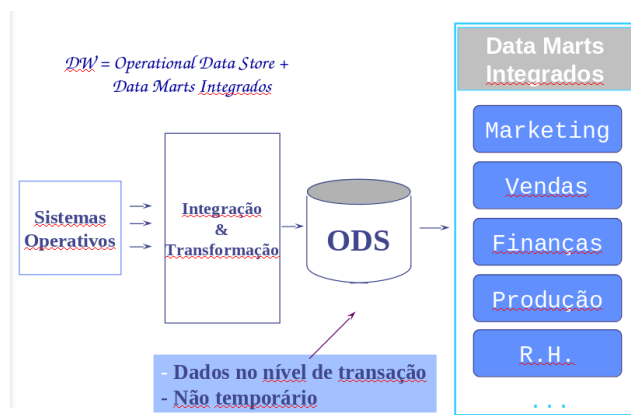 DW = Operational Data Store +
Data Marts Integrados
Data Marts
Integrados
Sistemas
Operativos
Integração
&
Transformação
ODS
Marketing
Vendas
Finanças
Produção
R.H.
...
- Dados no nível de transação
- Não temporário